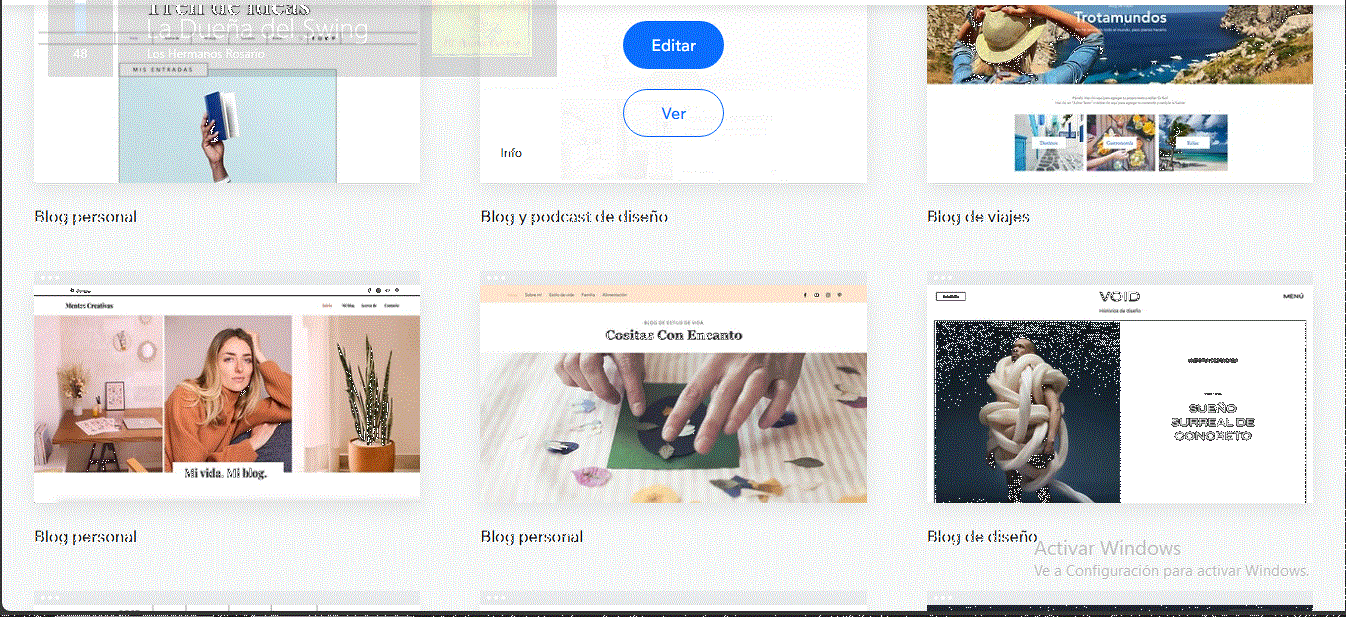 Tren de ideas
La Dueña del Swing
48
Los Hermanos Rosario
MIS ENTRADAS
Editar
Ver
Info
Trotamundos
Destinos
Gastronomía
Relax
Blog personal
Blog y podcast de diseño
Blog de viajes
Mentes Creativas
Inicio
Mi blog
Acerca de
Contacto
Mi vida. Mi blog.
Sobre mí
Estilo de vida
Familia
Alimentación
BLOG DE ESTILO DE VIDA
Cositas Con Encanto
VOID
MENÚ
Historias de diseño
SUEÑO
SURREAL DE
CONCRETO
Blog personal
Blog personal
Blog de diseño
Activar Windows
Ve a Configuración para activar Windows.